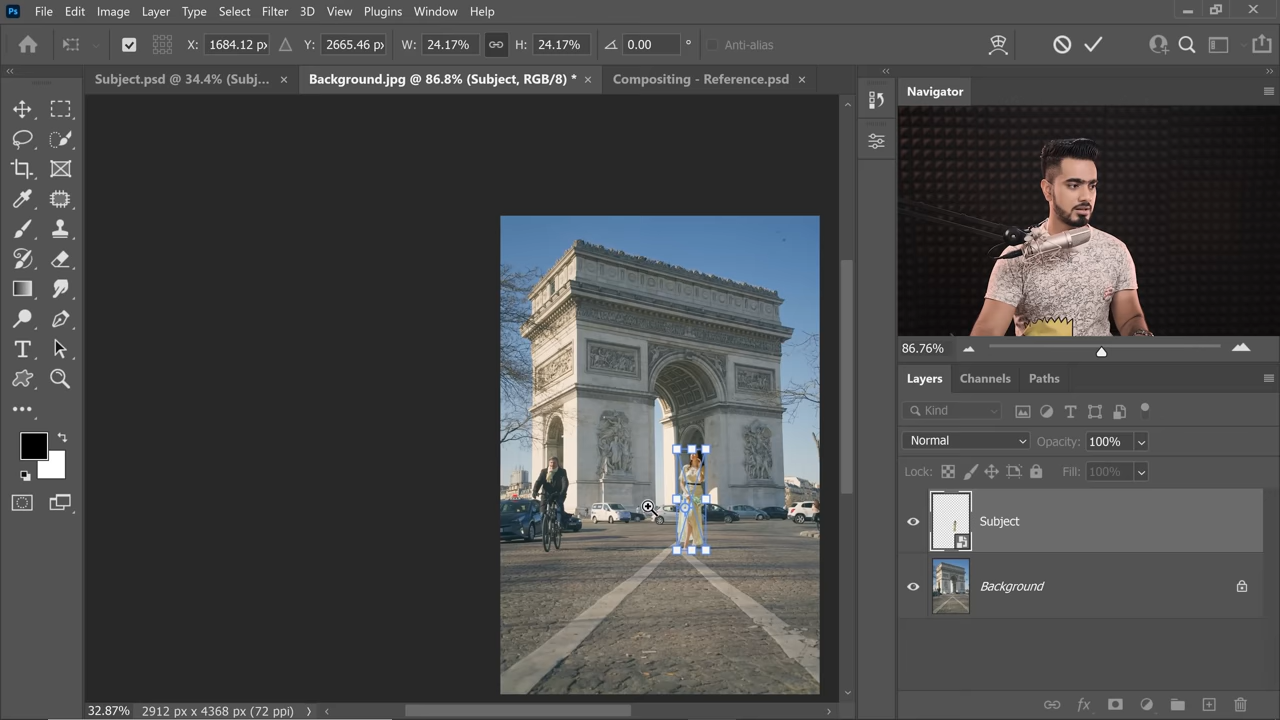 Ps File Edit Image Layer Type Select Filter 3D View Plugins Window Help
X: 1684.12 px Y: 2665.46 px W: 24.17% H: 24.17% 0.00 ° Anti-alias
Subject.psd @ 34.4% (Subj... × Background.jpg @ 86.8% (Subject, RGB/8) * × Compositing - Reference.psd ×
Navigator
86.76%
Layers Channels Paths
Kind
Normal Opacity: 100%
Lock: Fill: 100%
Subject
Background
32.87% 2912 px x 4368 px (72 ppi)